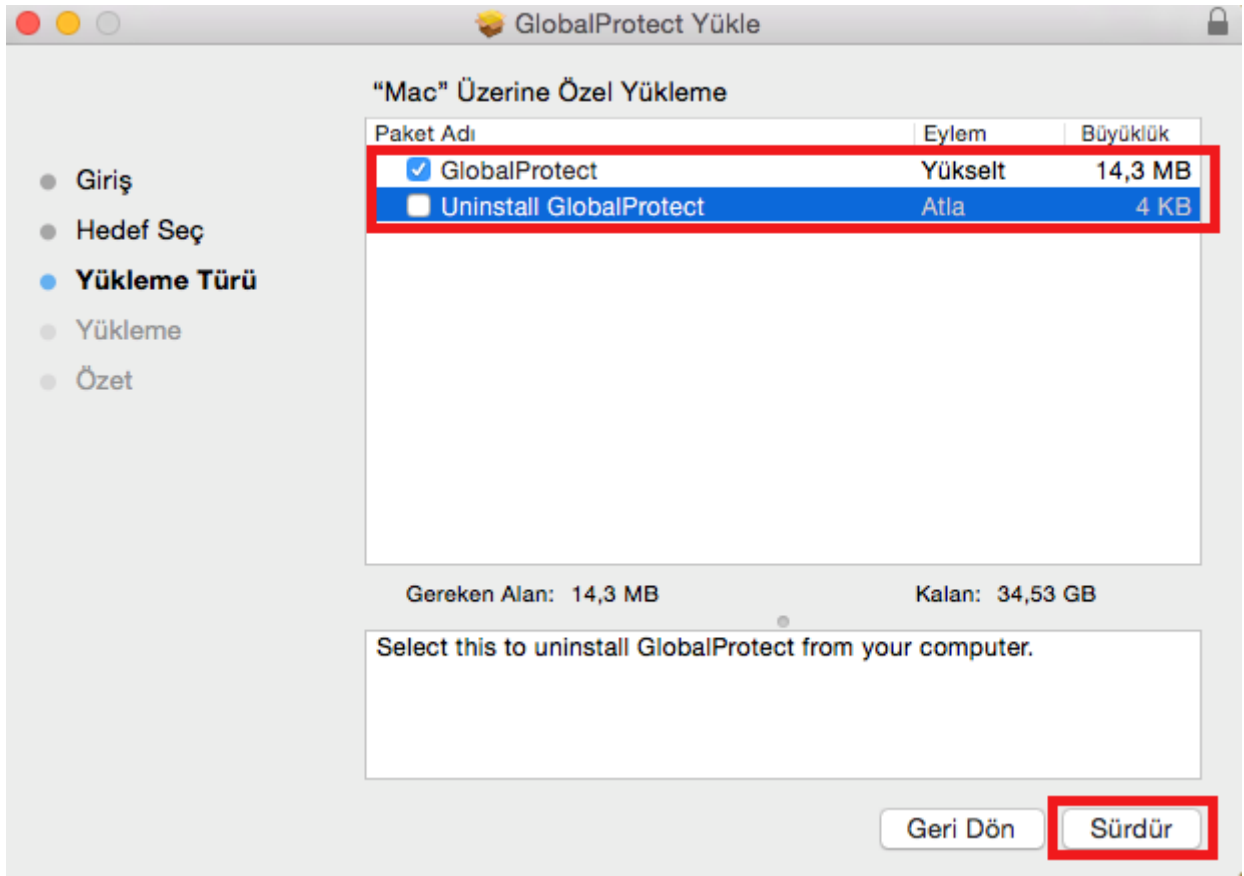 GlobalProtect Yükle
“Mac” Üzerine Özel Yükleme
Paket Adı Eylem Büyüklük
GlobalProtect Yükselt 14,3 MB
Uninstall GlobalProtect Atla 4 KB
Giriş
Hedef Seç
Yükleme Türü
Yükleme
Özet
Gereken Alan: 14,3 MB Kalan: 34,53 GB
Select this to uninstall GlobalProtect from your computer.
Geri Dön Sürdür